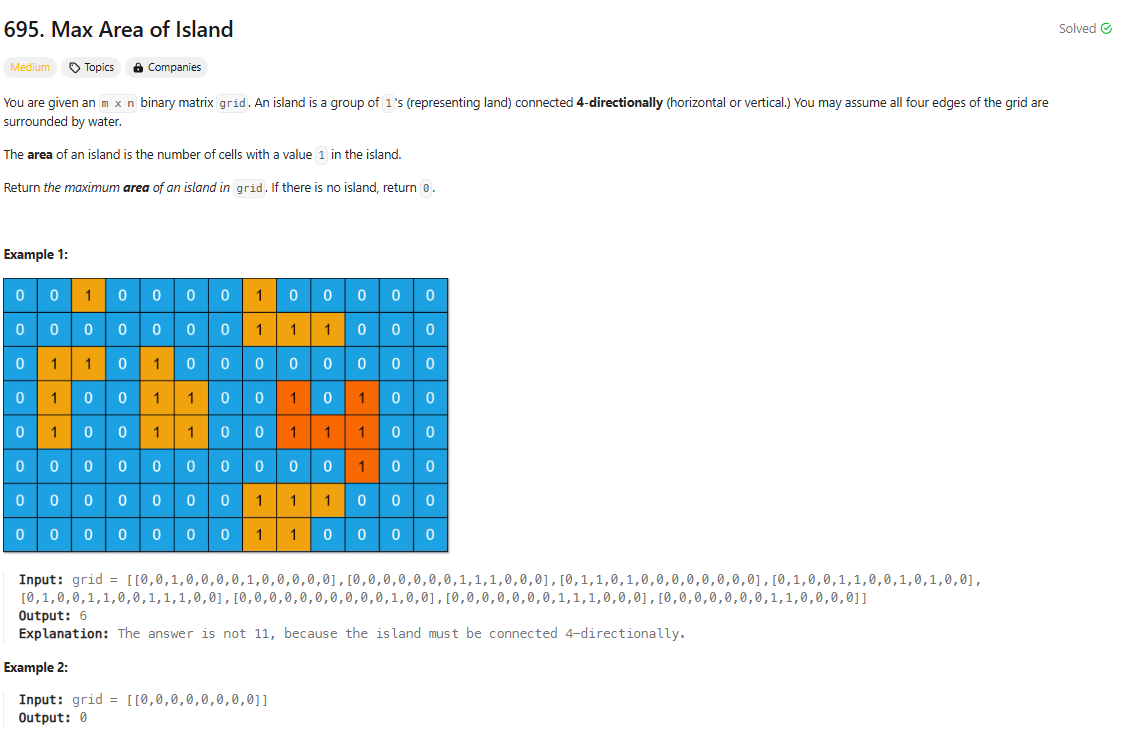 695. Max Area of Island
Solved
Medium Topics Companies
You are given an m x n binary matrix grid. An island is a group of 1's (representing land) connected 4-directionally (horizontal or vertical.) You may assume all four edges of the grid are
surrounded by water.
The area of an island is the number of cells with a value 1 in the island.
Return the maximum area of an island in grid. If there is no island, return 0.
Example 1:
0 0 1 0 0 0 0 1 0 0 0 0 0
0 0 0 0 0 0 0 1 1 1 0 0 0
0 1 1 0 1 0 0 0 0 0 0 0 0
0 1 0 0 1 1 0 0 1 0 1 0 0
0 1 0 0 1 1 0 0 1 1 1 0 0
0 0 0 0 0 0 0 0 0 0 1 0 0
0 0 0 0 0 0 0 1 1 1 0 0 0
0 0 0 0 0 0 0 1 1 0 0 0 0
Input: grid = [[0,0,1,0,0,0,0,1,0,0,0,0,0],[0,0,0,0,0,0,0,1,1,1,0,0,0],[0,1,1,0,1,0,0,0,0,0,0,0,0],[0,1,0,0,1,1,0,0,1,0,1,0,0],
[0,1,0,0,1,1,0,0,1,1,1,0,0],[0,0,0,0,0,0,0,0,0,0,1,0,0],[0,0,0,0,0,0,0,1,1,1,0,0,0],[0,0,0,0,0,0,0,1,1,0,0,0,0]]
Output: 6
Explanation: The answer is not 11, because the island must be connected 4-directionally.
Example 2:
Input: grid = [[0,0,0,0,0,0,0,0]]
Output: 0